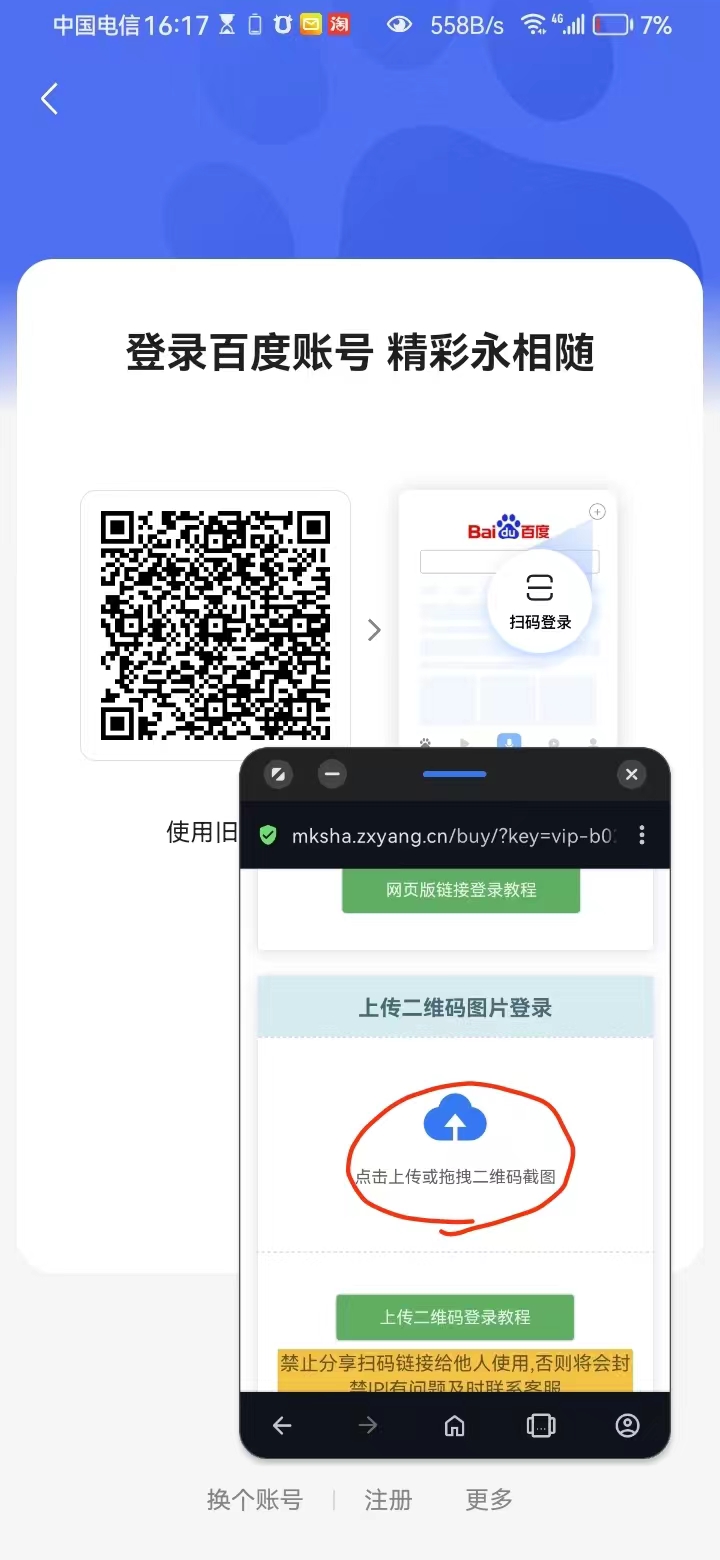 中国电信 16:17 淘 558B/s 4G 7%
登录百度账号 精彩永相随
Bai du 百度
扫码登录
使用旧
mksha.zxyang.cn/buy/?key=vip-b0
网页版链接登录教程
上传二维码图片登录
点击上传或拖拽二维码截图
上传二维码登录教程
禁止分享扫码链接给他人使用,否则将会封
禁IP!有问题及时联系客服
换个账号 | 注册 更多